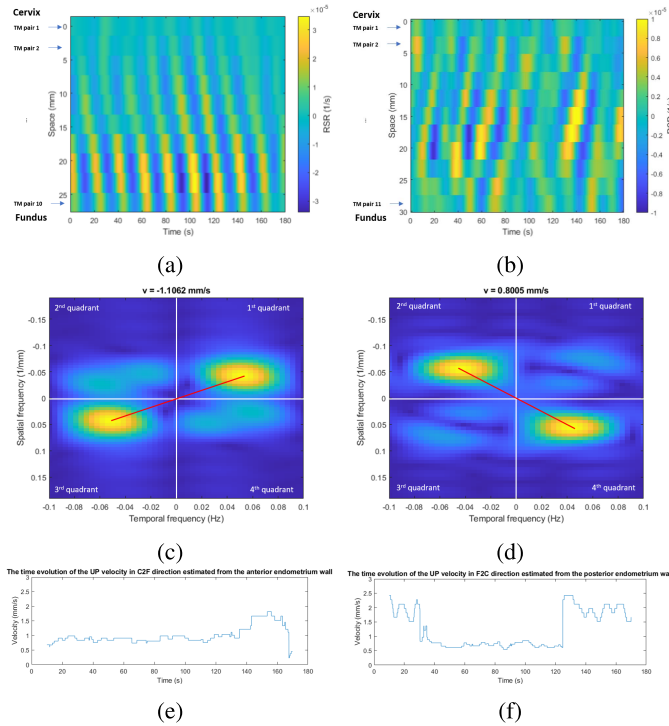 Cervix
TM pair 1
TM pair 2
...
TM pair 10
Fundus
Space (mm)
0
5
10
15
20
25
0 20 40 60 80 100 120 140 160 180
Time (s)
×10⁻⁵
3
2
1
0
-1
-2
-3
RSR (1/s)
(a)
Cervix
TM pair 1
TM pair 2
...
TM pair 11
Fundus
Space (mm)
0
5
10
15
20
25
30
0 20 40 60 80 100 120 140 160 180
Time (s)
×10⁻⁵
1
0.8
0.6
0.4
0.2
0
-0.2
-0.4
-0.6
-0.8
-1
(b)
v = -1.1062 mm/s
2nd quadrant
1st quadrant
3rd quadrant
4th quadrant
Spatial frequency (1/mm)
-0.15
-0.1
-0.05
0
0.05
0.1
0.15
-0.1 -0.08 -0.06 -0.04 -0.02 0 0.02 0.04 0.06 0.08 0.1
Temporal frequency (Hz)
(c)
v = 0.8005 mm/s
2nd quadrant
1st quadrant
3rd quadrant
4th quadrant
Spatial frequency (1/mm)
-0.15
-0.1
-0.05
0
0.05
0.1
0.15
-0.1 -0.08 -0.06 -0.04 -0.02 0 0.02 0.04 0.06 0.08 0.1
Temporal frequency (Hz)
(d)
The time evolution of the UP velocity in C2F direction estimated from the anterior endometrium wall
Velocity (mm/s)
3
2.5
2
1.5
1
0.5
0
0 20 40 60 80 100 120 140 160 180
Time (s)
(e)
The time evolution of the UP velocity in F2C direction estimated from the posterior endometrium wa
Velocity (mm/s)
3
2.5
2
1.5
1
0.5
0
0 20 40 60 80 100 120 140 160 180
Time (s)
(f)